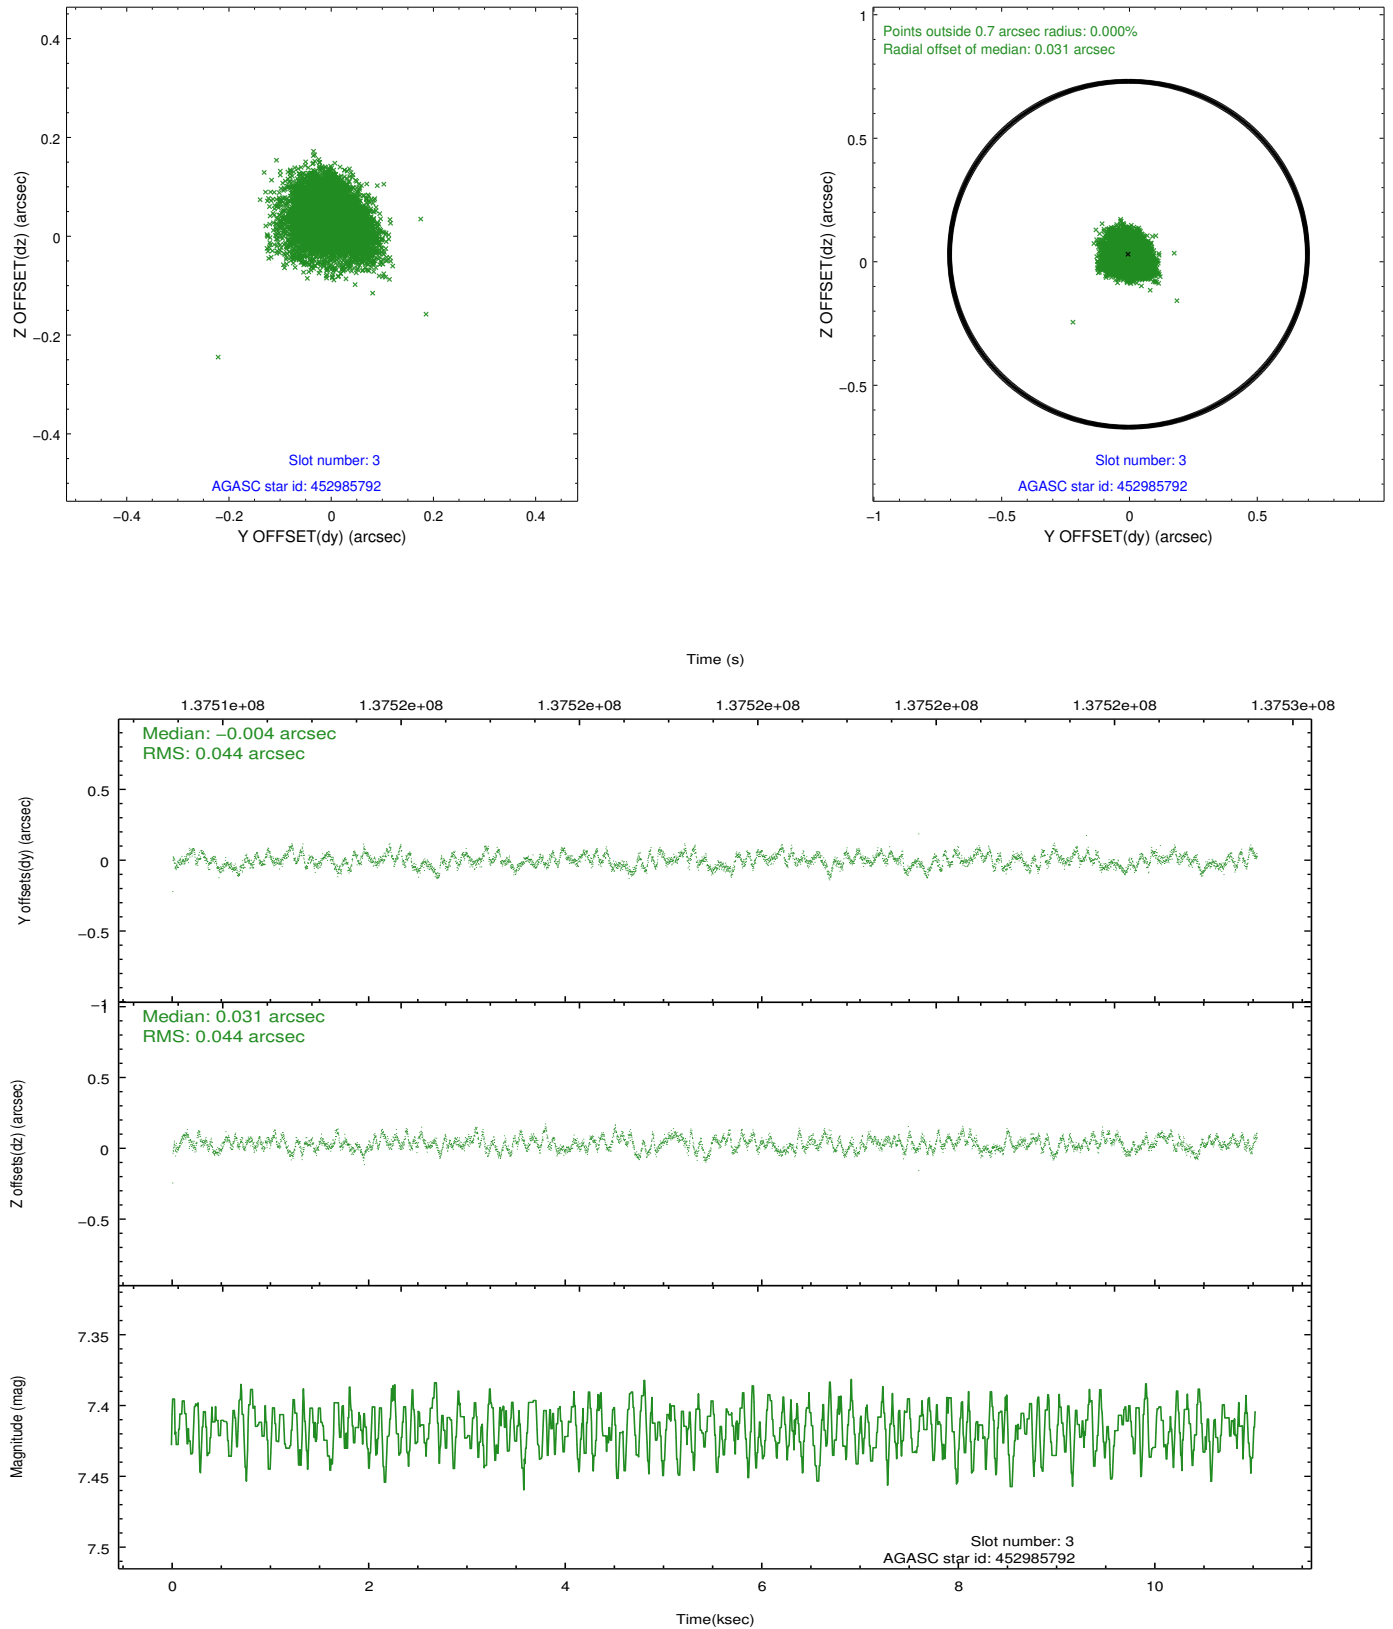 0.4
0.2
0
−0.2
−0.4
Z OFFSET(dz) (arcsec)
Slot number: 3
AGASC star id: 452985792
−0.4
−0.2
0
0.2
0.4
Y OFFSET(dy) (arcsec)
Points outside 0.7 arcsec radius: 0.000%
Radial offset of median: 0.031 arcsec
1
0.5
0
−0.5
Z OFFSET(dz) (arcsec)
Slot number: 3
AGASC star id: 452985792
−1
−0.5
0
0.5
Y OFFSET(dy) (arcsec)
Time (s)
1.3751e+08
1.3752e+08
1.3752e+08
1.3752e+08
1.3752e+08
1.3752e+08
1.3753e+08
Median: −0.004 arcsec
RMS: 0.044 arcsec
0.5
0
−0.5
−1
Y offsets(dy) (arcsec)
Median: 0.031 arcsec
RMS: 0.044 arcsec
0.5
0
−0.5
Z offsets(dz) (arcsec)
7.35
7.4
7.45
7.5
Magnitude (mag)
Slot number: 3
AGASC star id: 452985792
0
2
4
6
8
10
Time(ksec)